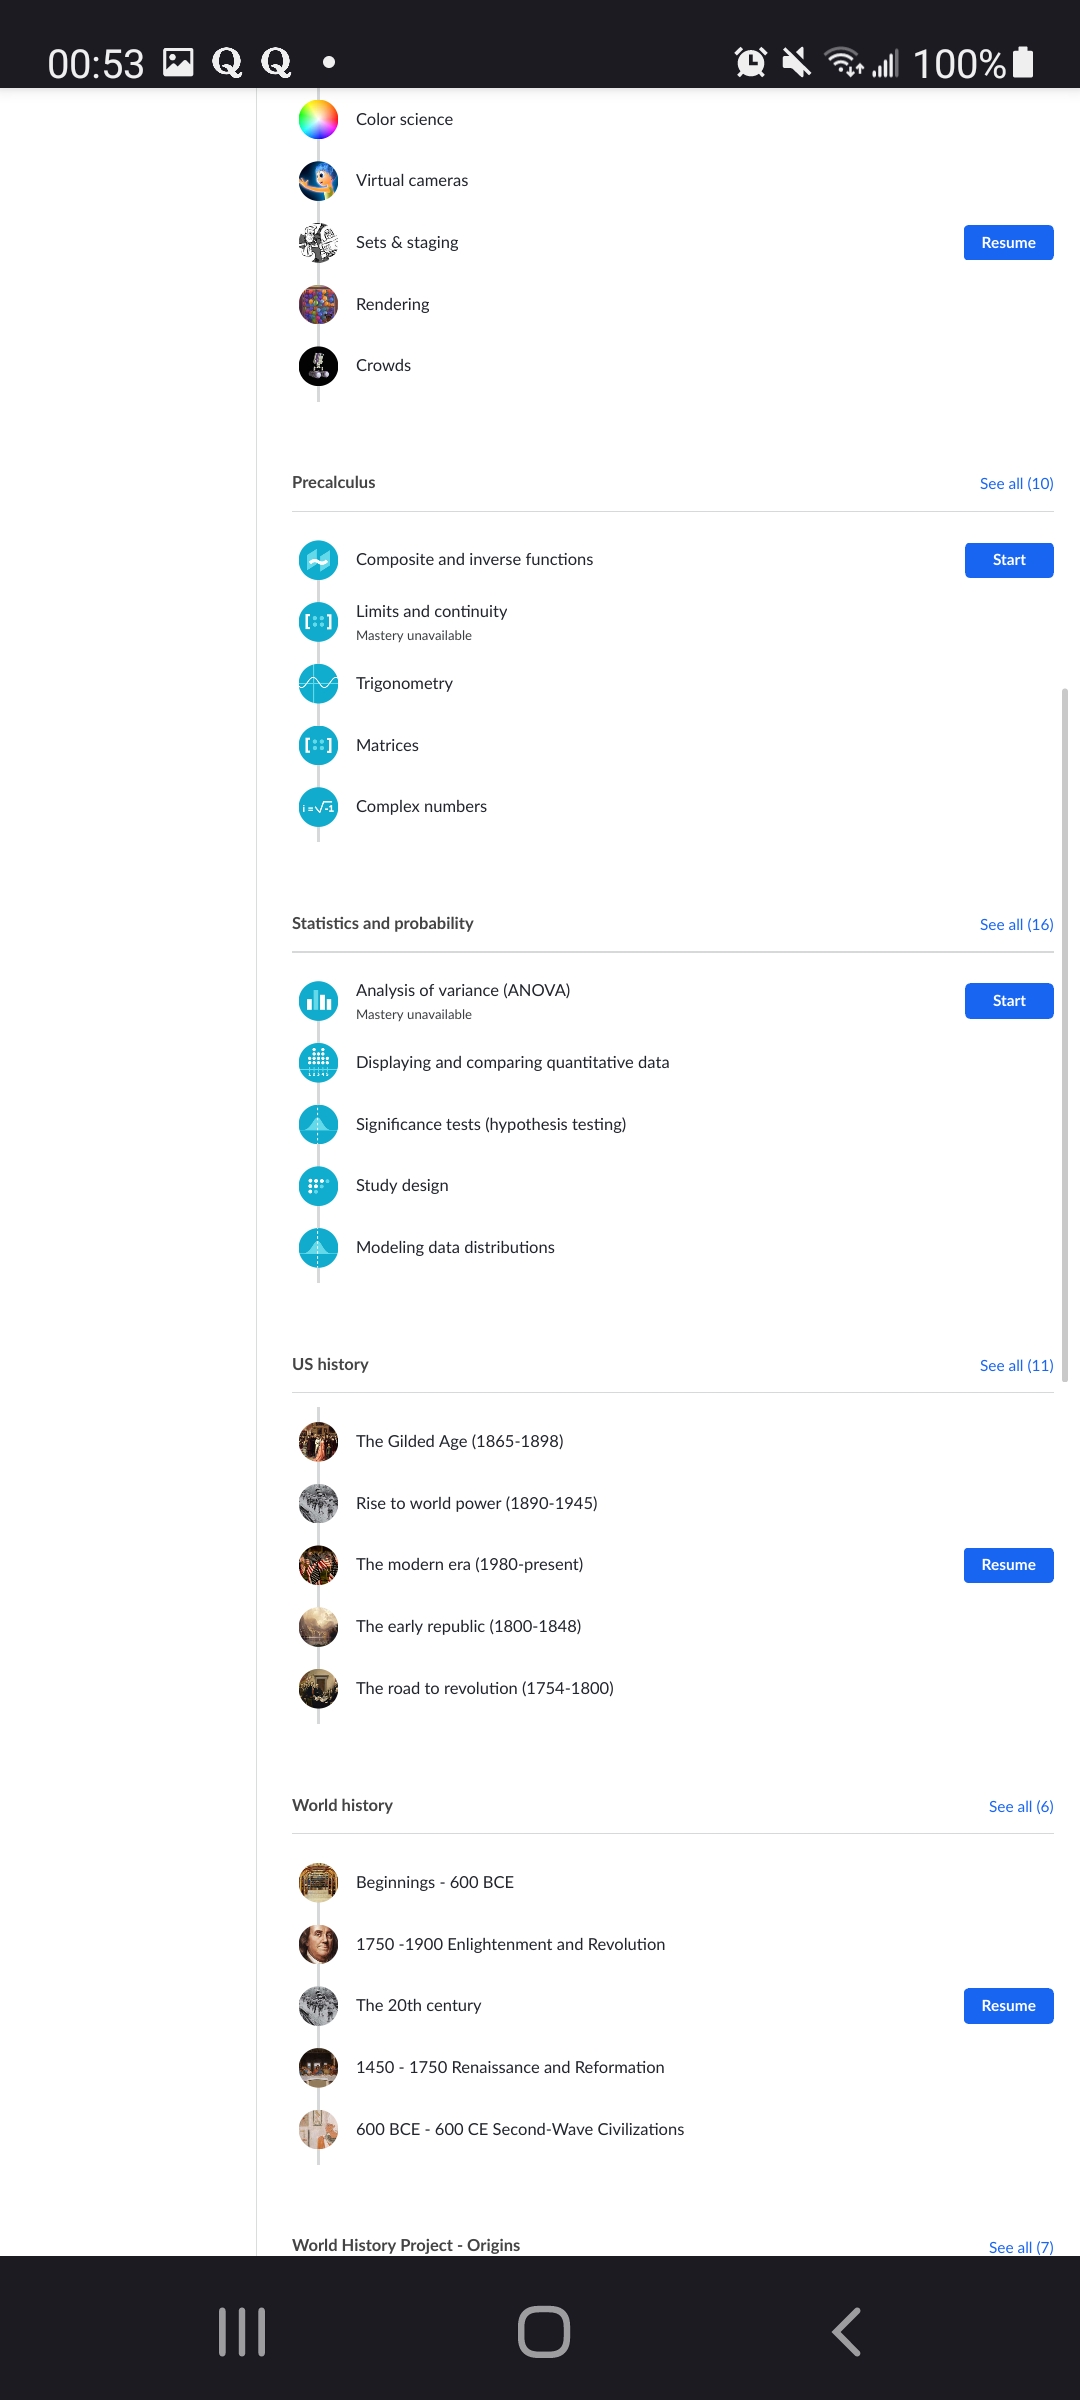 00:53 Q Q 100%
Color science
Virtual cameras
Sets & staging Resume
Rendering
Crowds
Precalculus See all (10)
Composite and inverse functions Start
Limits and continuity
Mastery unavailable
Trigonometry
Matrices
i=√-1 Complex numbers
Statistics and probability See all (16)
Analysis of variance (ANOVA) Start
Mastery unavailable
Displaying and comparing quantitative data
Significance tests (hypothesis testing)
Study design
Modeling data distributions
US history See all (11)
The Gilded Age (1865-1898)
Rise to world power (1890-1945)
The modern era (1980-present) Resume
The early republic (1800-1848)
The road to revolution (1754-1800)
World history See all (6)
Beginnings - 600 BCE
1750 -1900 Enlightenment and Revolution
The 20th century Resume
1450 - 1750 Renaissance and Reformation
600 BCE - 600 CE Second-Wave Civilizations
World History Project - Origins See all (7)